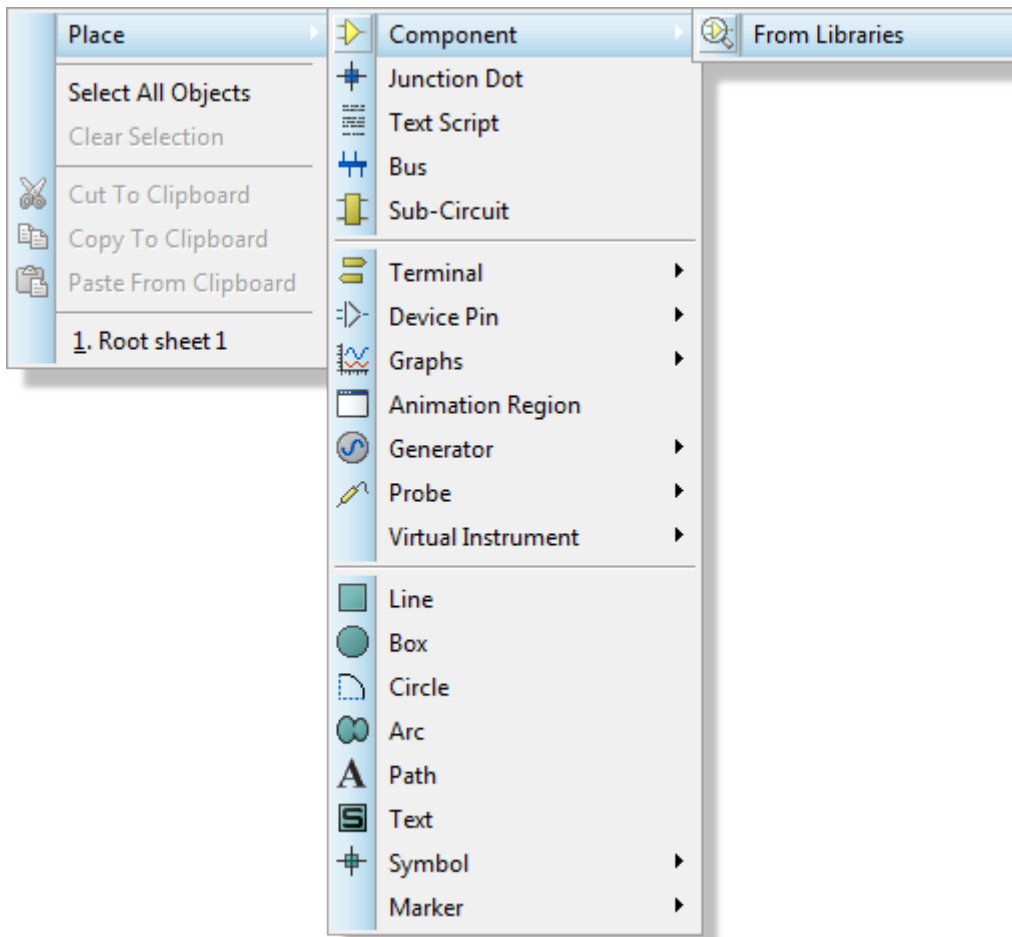 Place
Select All Objects
Clear Selection
Cut To Clipboard
Copy To Clipboard
Paste From Clipboard
1. Root sheet 1
Component
Junction Dot
Text Script
Bus
Sub-Circuit
Terminal
Device Pin
Graphs
Animation Region
Generator
Probe
Virtual Instrument
Line
Box
Circle
Arc
Path
Text
Symbol
Marker
From Libraries